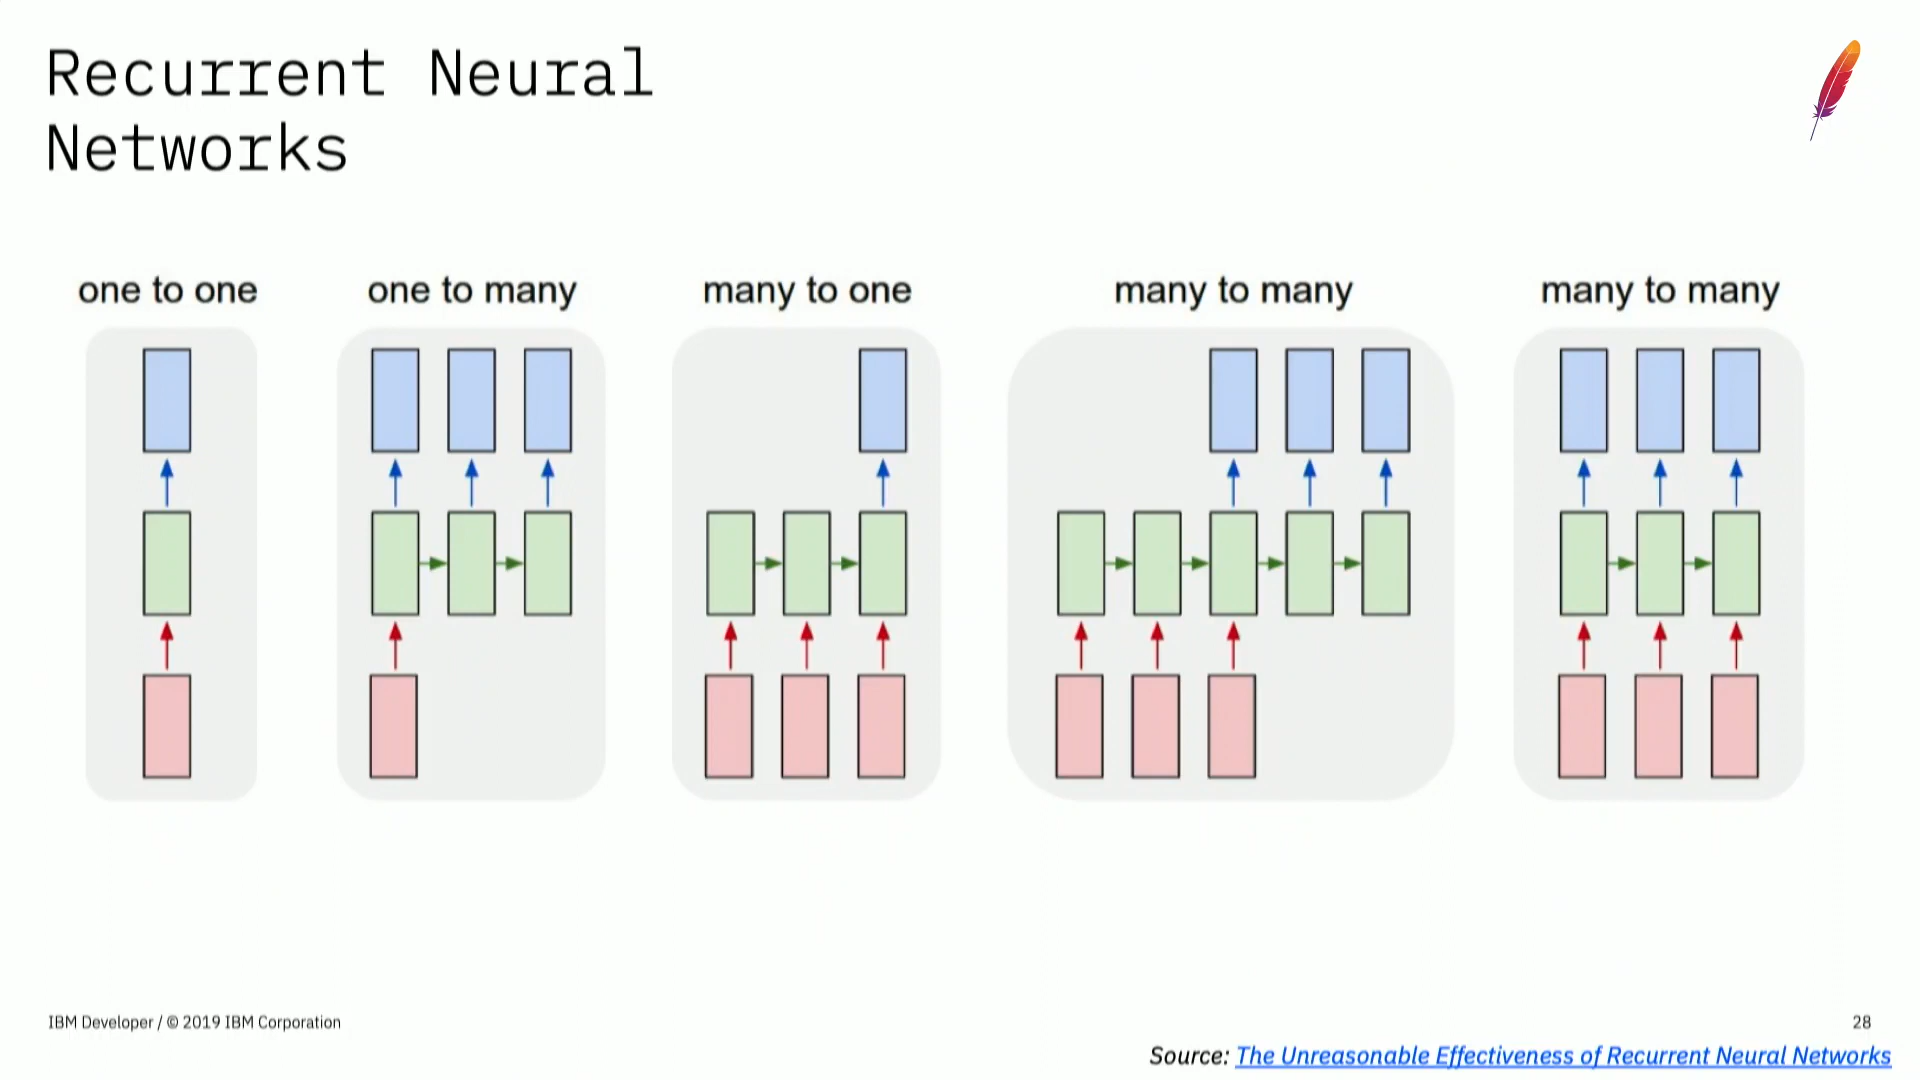 Recurrent Neural
Networks
one to one
one to many
many to one
many to many
many to many
IBM Developer / © 2019 IBM Corporation
28
Source: The Unreasonable Effectiveness of Recurrent Neural Networks